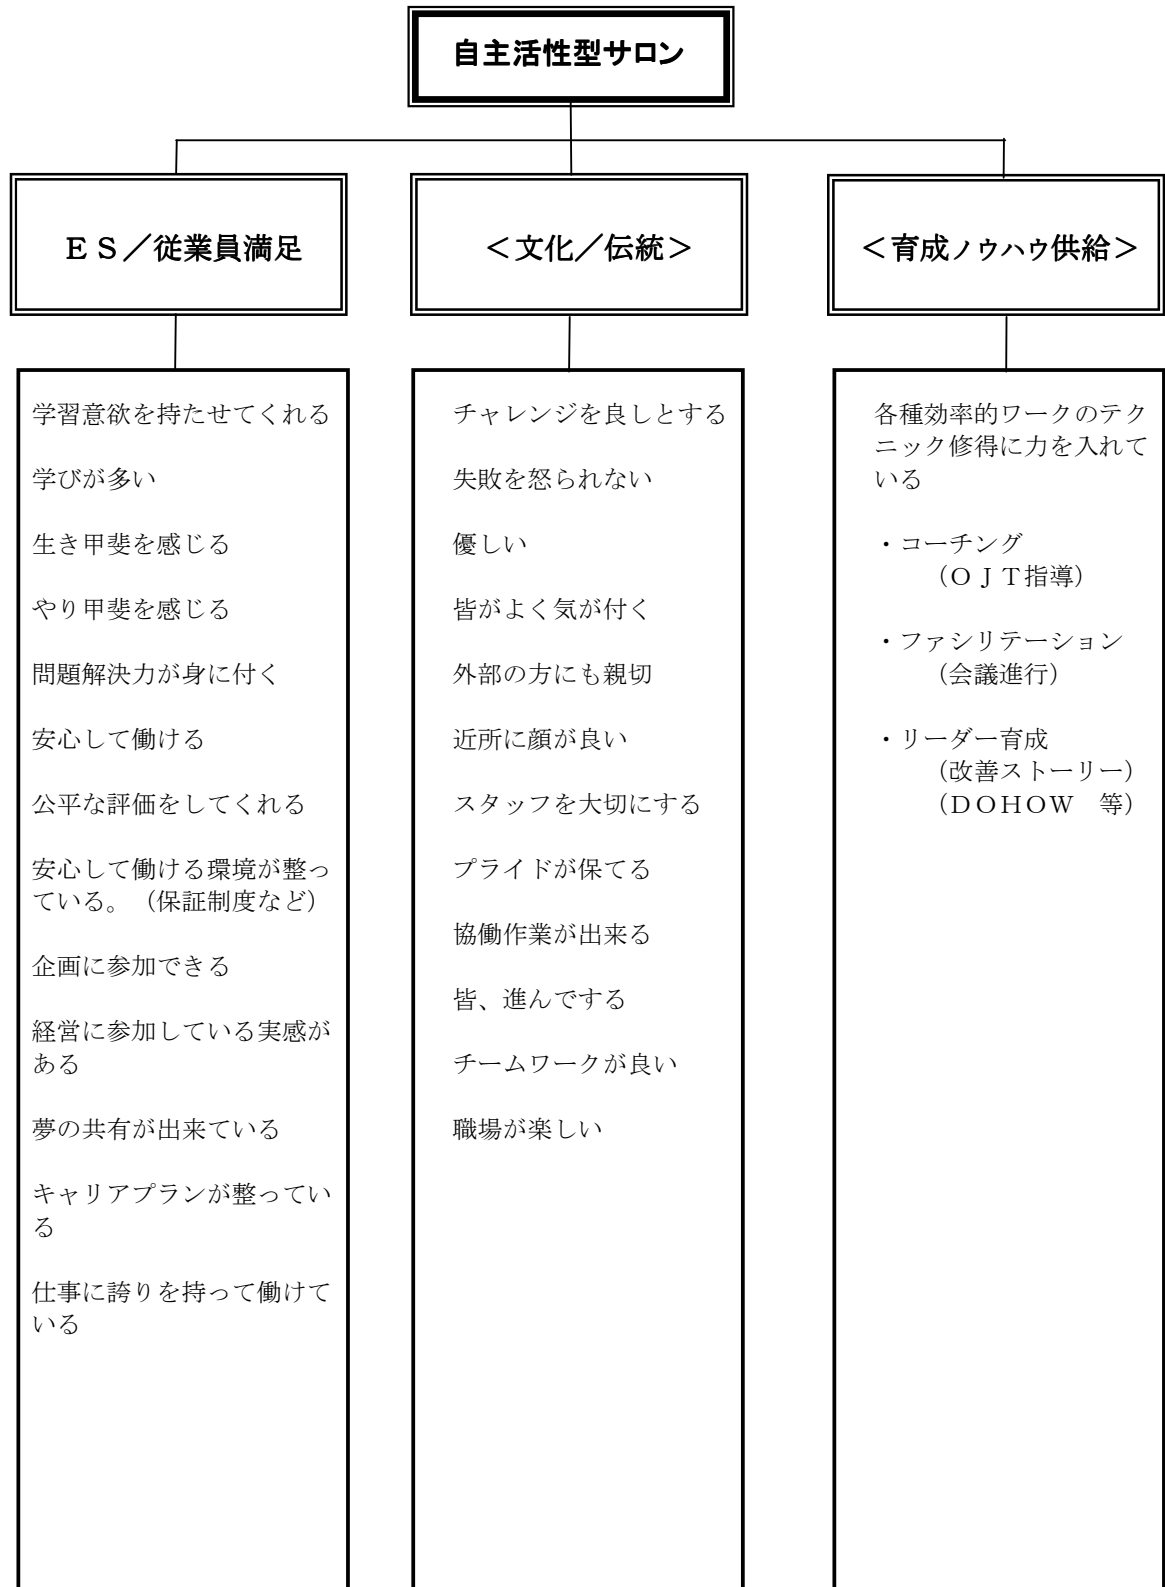 自主活性型サロン
ＥＳ／従業員満足
＜文化／伝統＞
＜育成ノウハウ供給＞
学習意欲を持たせてくれる
学びが多い
生き甲斐を感じる
やり甲斐を感じる
問題解決力が身に付く
安心して働ける
公平な評価をしてくれる
安心して働ける環境が整っ
ている。（保証制度など）
企画に参加できる
経営に参加している実感が
ある
夢の共有が出来ている
キャリアプランが整ってい
る
仕事に誇りを持って働けて
いる
チャレンジを良しとする
失敗を怒られない
優しい
皆がよく気が付く
外部の方にも親切
近所に顔が良い
スタッフを大切にする
プライドが保てる
協働作業が出来る
皆、進んでする
チームワークが良い
職場が楽しい
各種効率的ワークのテク
ニック修得に力を入れて
いる
・コーチング
（ＯＪＴ指導）
・ファシリテーション
（会議進行）
・リーダー育成
（改善ストーリー）
（ＤＯＨＯＷ　等）